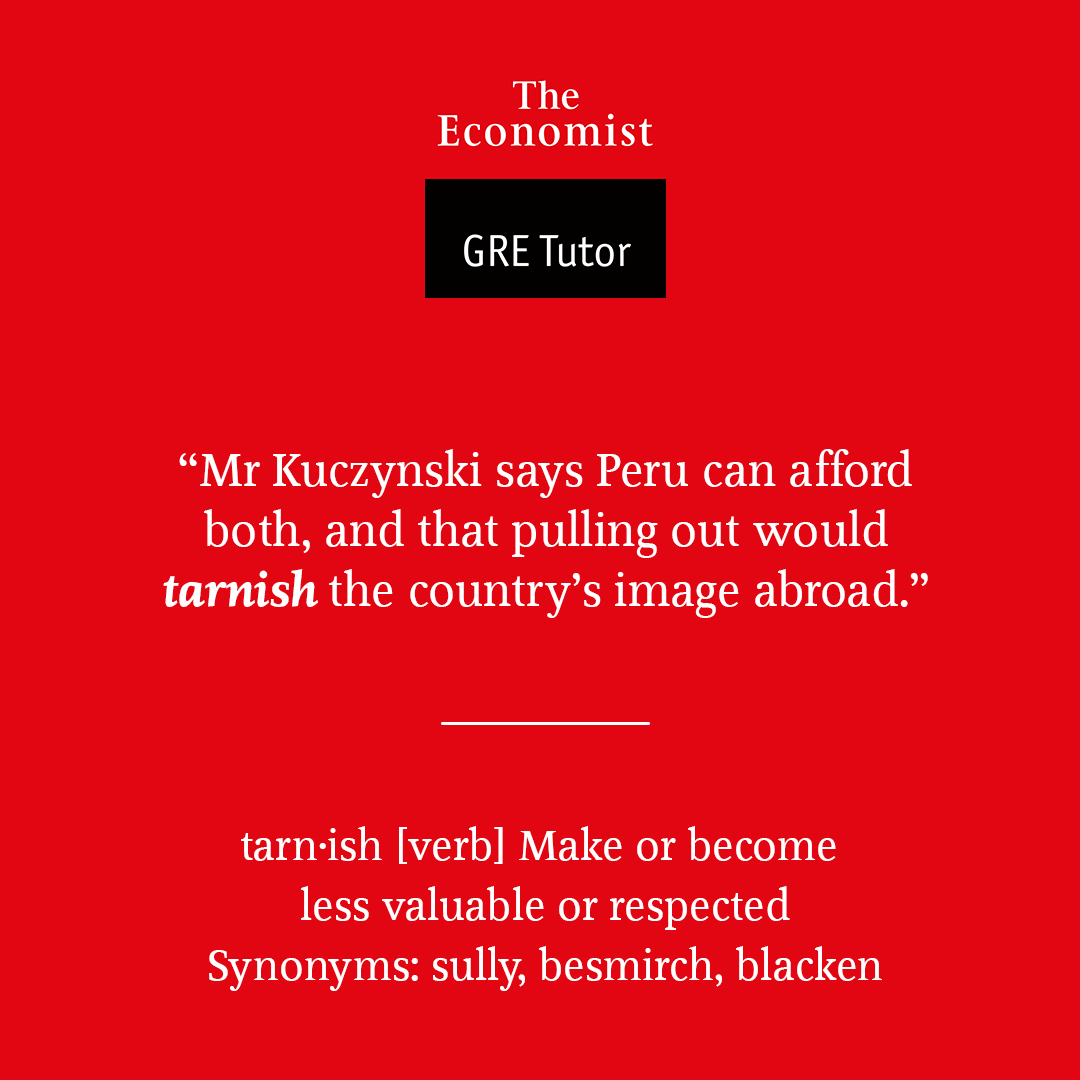 The
Economist
GRE Tutor
“Mr Kuczynski says Peru can afford
both, and that pulling out would
tarnish the country’s image abroad.”
tarn·ish [verb] Make or become
less valuable or respected
Synonyms: sully, besmirch, blacken